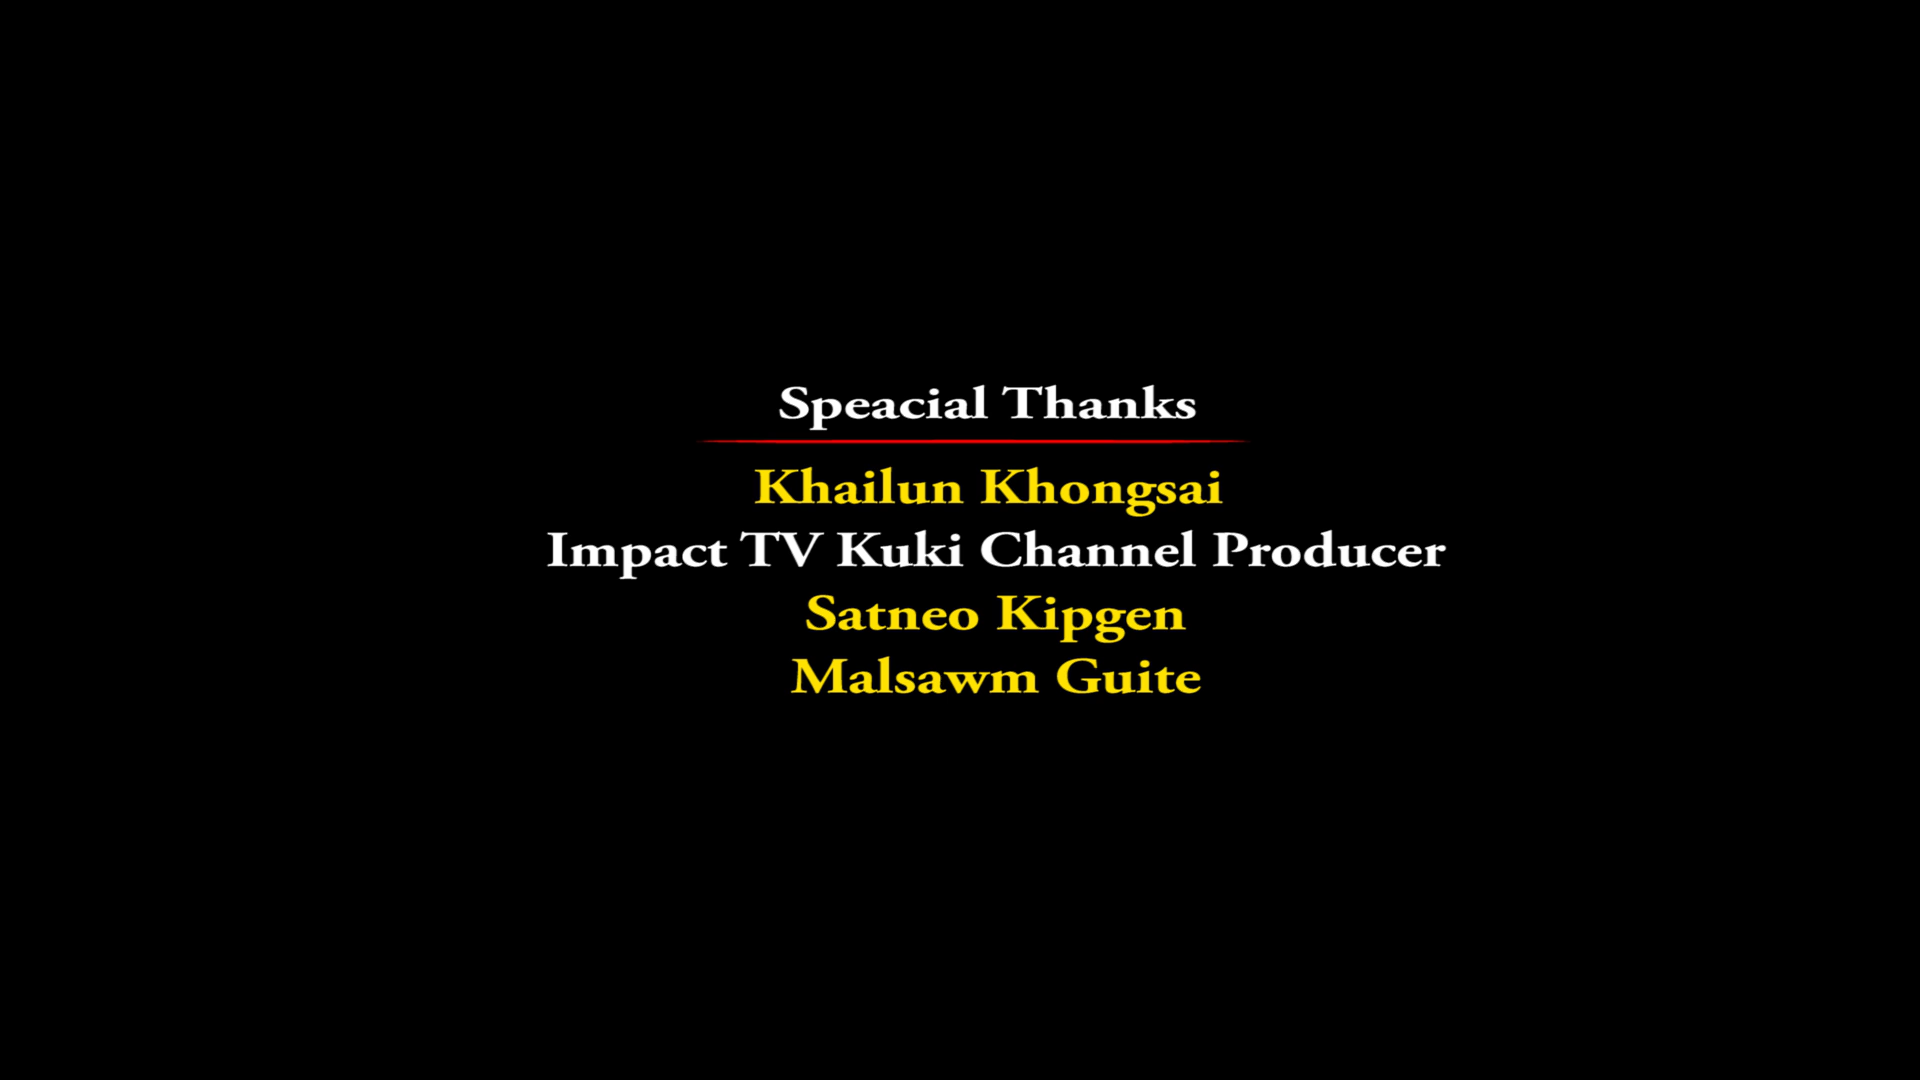 Speacial Thanks
Khailun Khongsai
Impact TV Kuki Channel Producer
Satneo Kipgen
Malsawm Guite